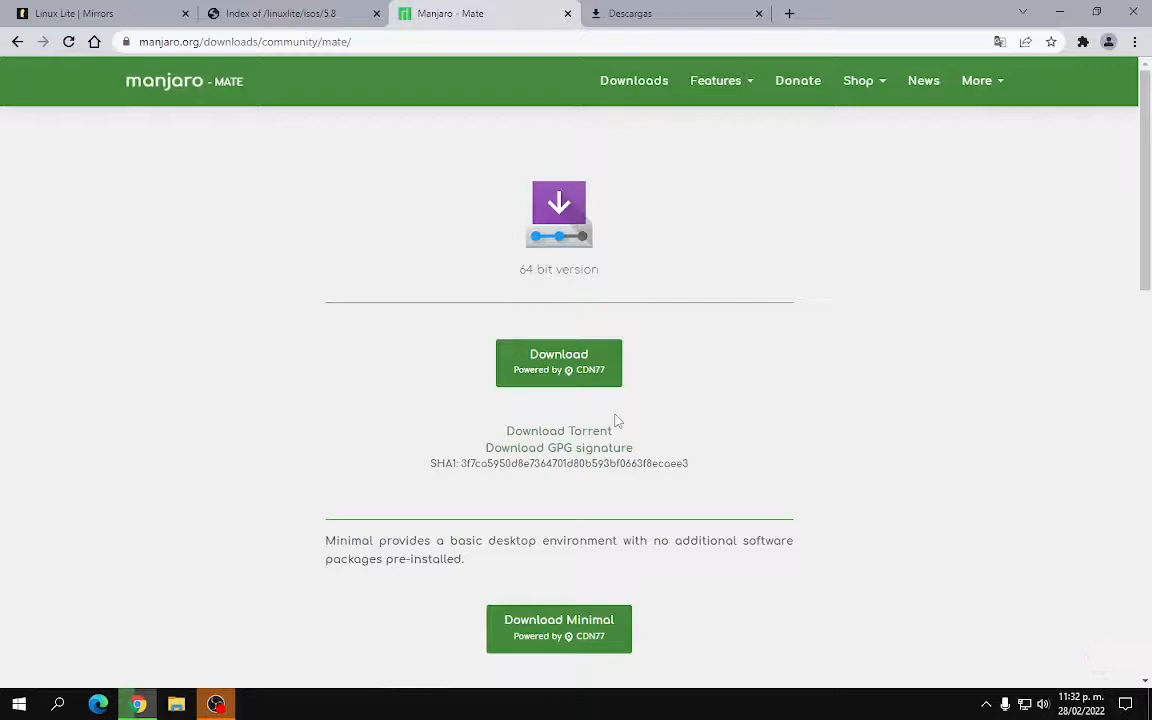 Linux Lite | Mirrors
Index of /linuxlite/isos/5.8
Manjaro - Mate
Descargas
manjaro.org/downloads/community/mate/
manjaro - MATE
Downloads
Features
Donate
Shop
News
More
64 bit version
Download
Powered by CDN77
Download Torrent
Download GPG signature
SHA1: 3f7ca5950d8e7364701d80b593bf0663f8ecaee3
Minimal provides a basic desktop environment with no additional software
packages pre-installed.
Download Minimal
Powered by CDN77
11:32 p. m.
28/02/2022